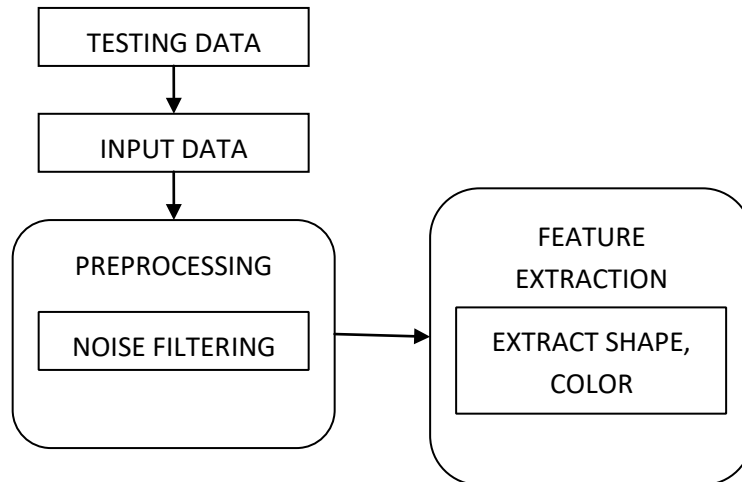 TESTING DATA
INPUT DATA
PREPROCESSING
NOISE FILTERING
FEATURE
EXTRACTION
EXTRACT SHAPE,
COLOR